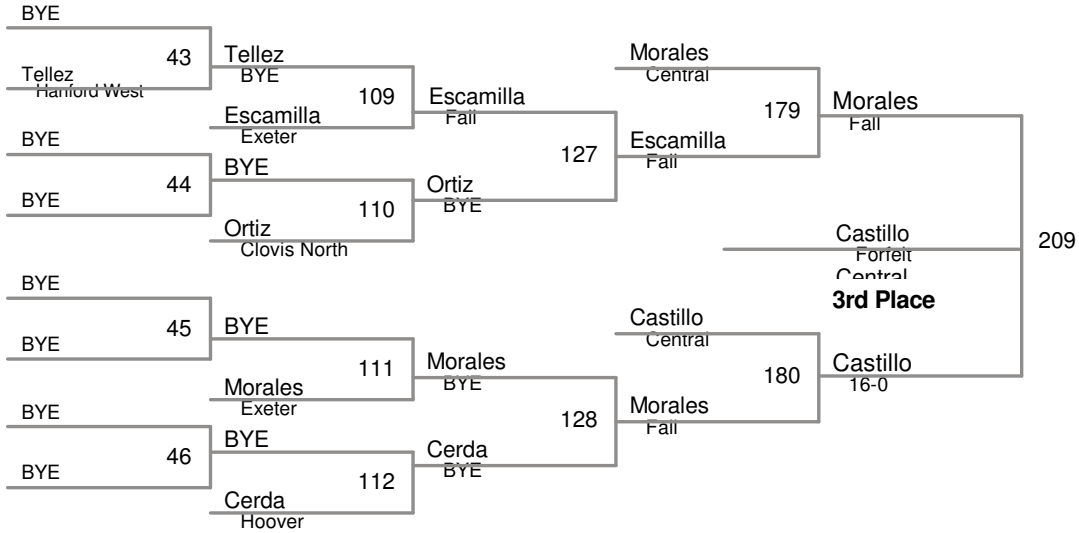 BYE
43
Tellez
Hanford West
Tellez
BYE
109
Escamilla
Exeter
Escamilla
Fall
BYE
44
BYE
BYE
110
Ortiz
Clovis North
Ortiz
BYE
127
Morales
Central
179
Escamilla
Fall
Morales
Fall
Castillo
Forfeit
Central
209
3rd Place
BYE
45
BYE
BYE
111
Morales
Exeter
Morales
BYE
BYE
46
BYE
BYE
112
Cerda
Hoover
Cerda
BYE
128
Castillo
Central
180
Morales
Fall
Castillo
16-0